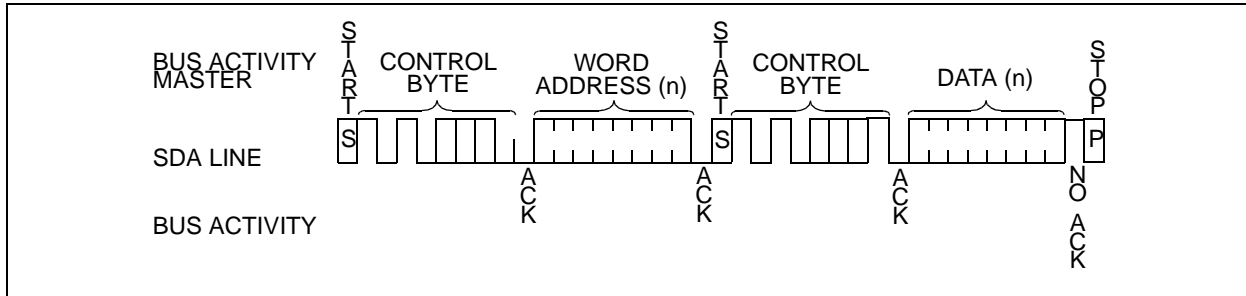 BUS ACTIVITY
MASTER
START
CONTROL
BYTE
WORD
ADDRESS (n)
START
CONTROL
BYTE
DATA (n)
STOP
SDA LINE
S
S
P
BUS ACTIVITY
ACK
ACK
ACK
NO ACK